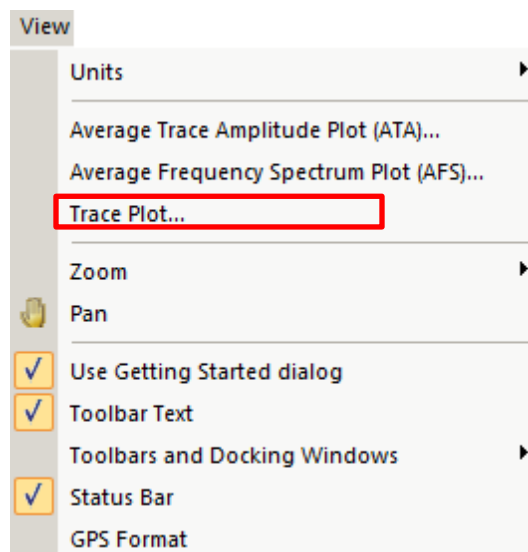 View
Units
Average Trace Amplitude Plot (ATA)...
Average Frequency Spectrum Plot (AFS)...
Trace Plot...
Zoom
Pan
Use Getting Started dialog
Toolbar Text
Toolbars and Docking Windows
Status Bar
GPS Format